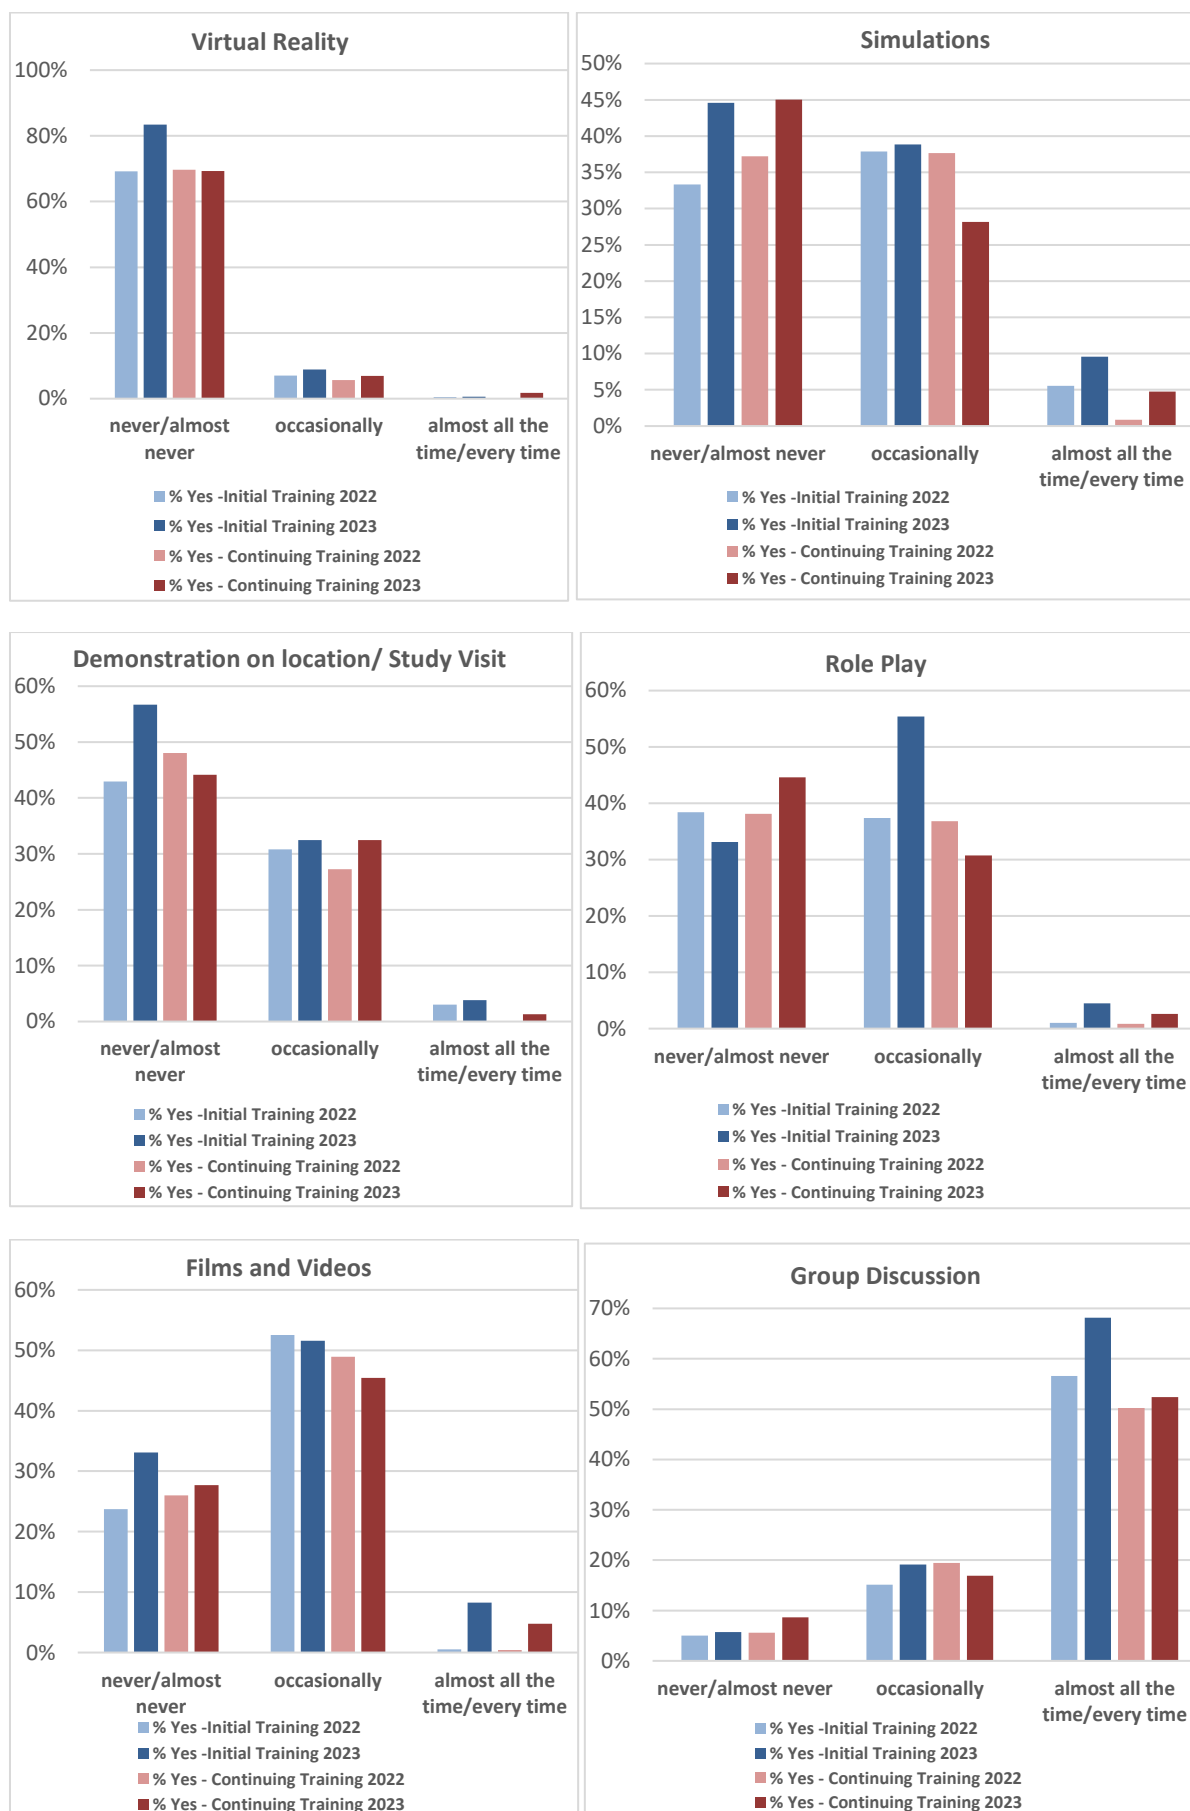 Virtual Reality
100%
80%
60%
40%
20%
0%
never/almost
never
occasionally
almost all the
time/every time
% Yes -Initial Training 2022
% Yes -Initial Training 2023
% Yes - Continuing Training 2022
% Yes - Continuing Training 2023
Simulations
50%
45%
40%
35%
30%
25%
20%
15%
10%
5%
0%
never/almost never
occasionally
almost all the
time/every time
% Yes -Initial Training 2022
% Yes -Initial Training 2023
% Yes - Continuing Training 2022
% Yes - Continuing Training 2023
Demonstration on location/ Study Visit
60%
50%
40%
30%
20%
10%
0%
never/almost
never
occasionally
almost all the
time/every time
% Yes -Initial Training 2022
% Yes -Initial Training 2023
% Yes - Continuing Training 2022
% Yes - Continuing Training 2023
Role Play
60%
50%
40%
30%
20%
10%
0%
never/almost never
occasionally
almost all the
time/every time
% Yes -Initial Training 2022
% Yes -Initial Training 2023
% Yes - Continuing Training 2022
% Yes - Continuing Training 2023
Films and Videos
60%
50%
40%
30%
20%
10%
0%
never/almost
never
occasionally
almost all the
time/every time
% Yes -Initial Training 2022
% Yes -Initial Training 2023
% Yes - Continuing Training 2022
% Yes - Continuing Training 2023
Group Discussion
70%
60%
50%
40%
30%
20%
10%
0%
never/almost never
occasionally
almost all the
time/every time
% Yes -Initial Training 2022
% Yes -Initial Training 2023
% Yes - Continuing Training 2022
% Yes - Continuing Training 2023